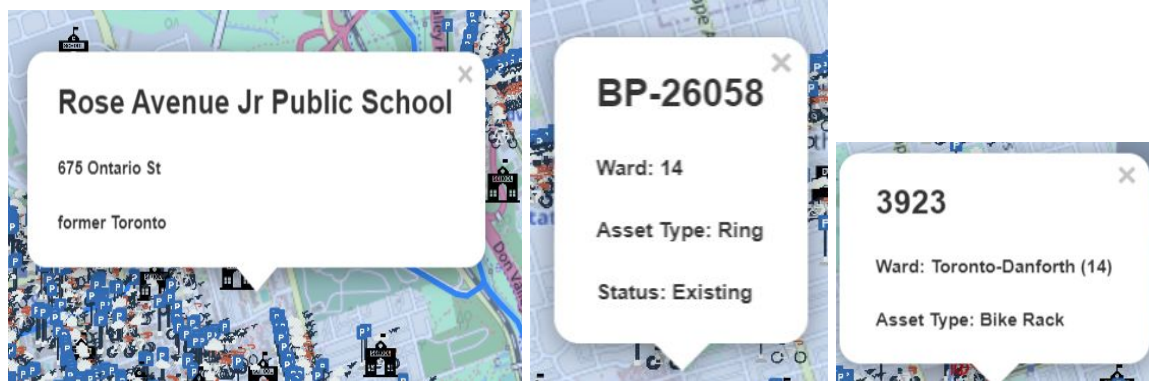 Rose Avenue Jr Public School
675 Ontario St
former Toronto
BP-26058
Ward: 14
Asset Type: Ring
Status: Existing
3923
Ward: Toronto-Danforth (14)
Asset Type: Bike Rack